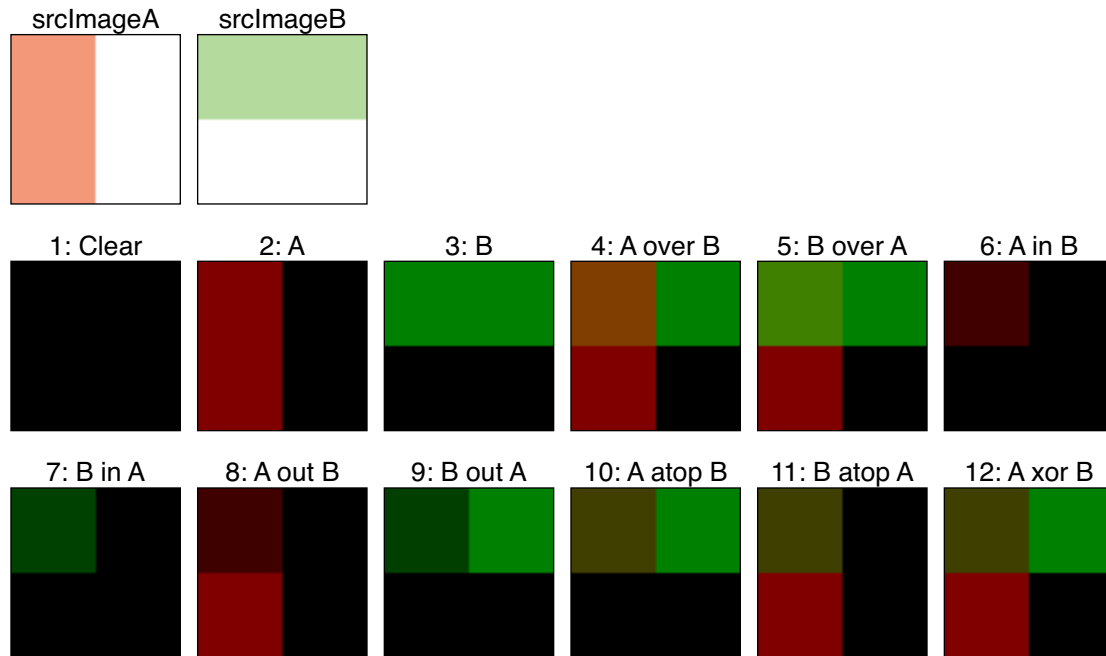 srcImageA srcImageB
1: Clear 2: A 3: B 4: A over B 5: B over A 6: A in B
7: B in A 8: A out B 9: B out A 10: A atop B 11: B atop A 12: A xor B